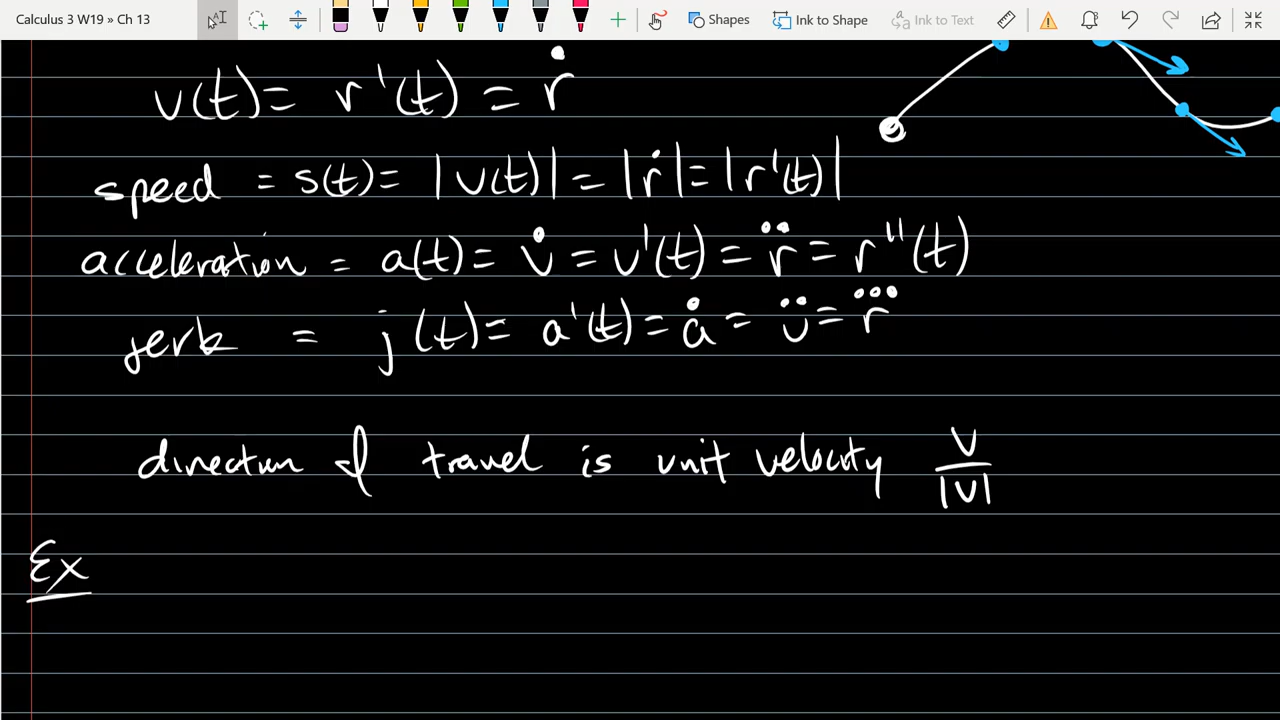 Calculus 3 W19 » Ch 13
Shapes
Ink to Shape
Ink to Text
v(t) = r'(t) = ṙ
speed = s(t) = |v(t)| = |ṙ| = |r'(t)|
acceleration = a(t) = v̇ = v'(t) = r̈ = r''(t)
jerk = j(t) = a'(t) = ȧ = v̈ = r⃛
direction of travel is unit velocity v/|v|
Ex